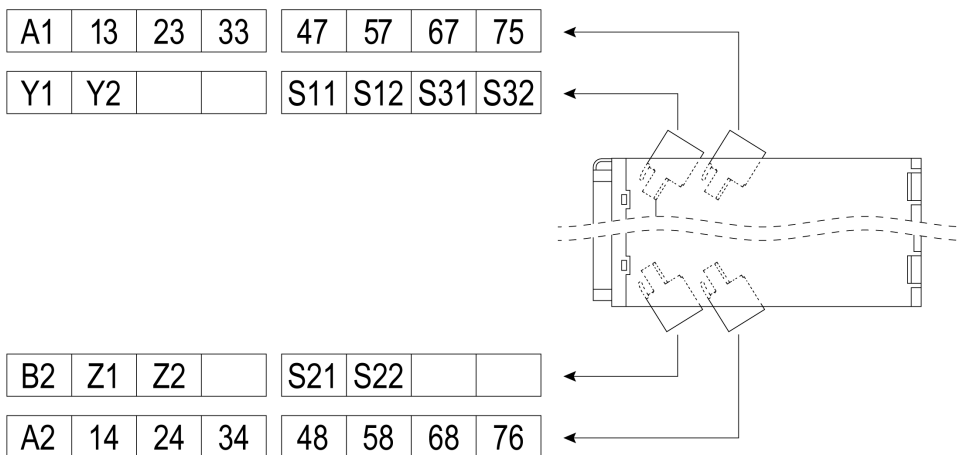 A1 13 23 33 47 57 67 75
Y1 Y2 S11 S12 S31 S32
B2 Z1 Z2 S21 S22
A2 14 24 34 48 58 68 76